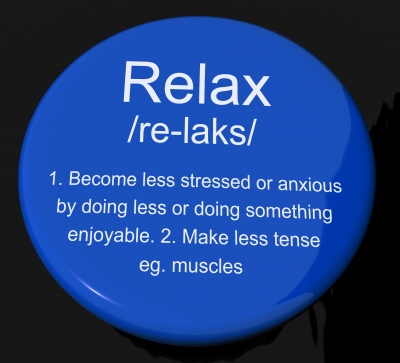 Relax
/re-laks/
1. Become less stressed or anxious
by doing less or doing something
enjoyable. 2. Make less tense
eg. muscles